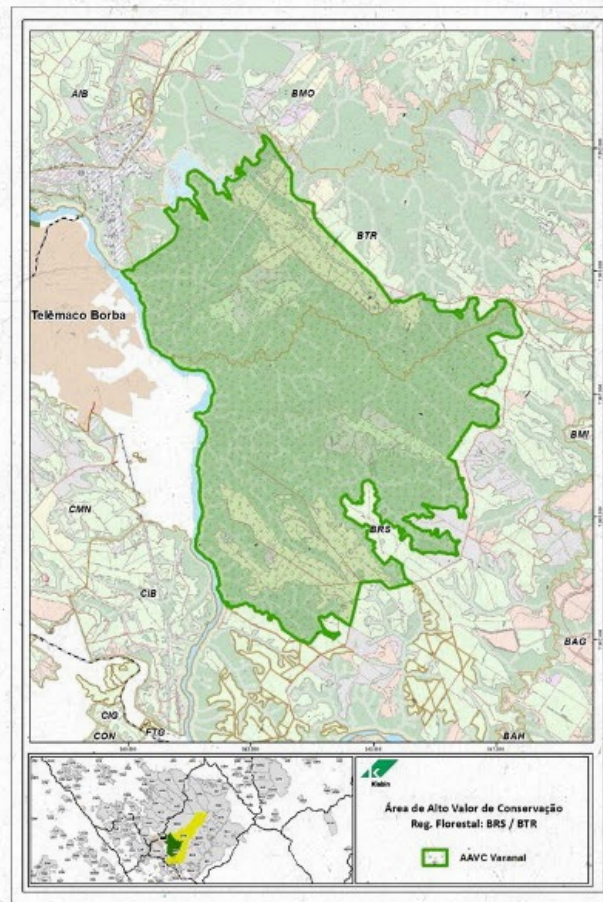 AIB
BMO
BTR
Telêmaco Borba
BMI
CMN
BRS
CIB
BAG
CIG
CON
FTG
BAH
Klabin
Área de Alto Valor de Conservação
Reg. Florestal: BRS / BTR
AAVC Varanal